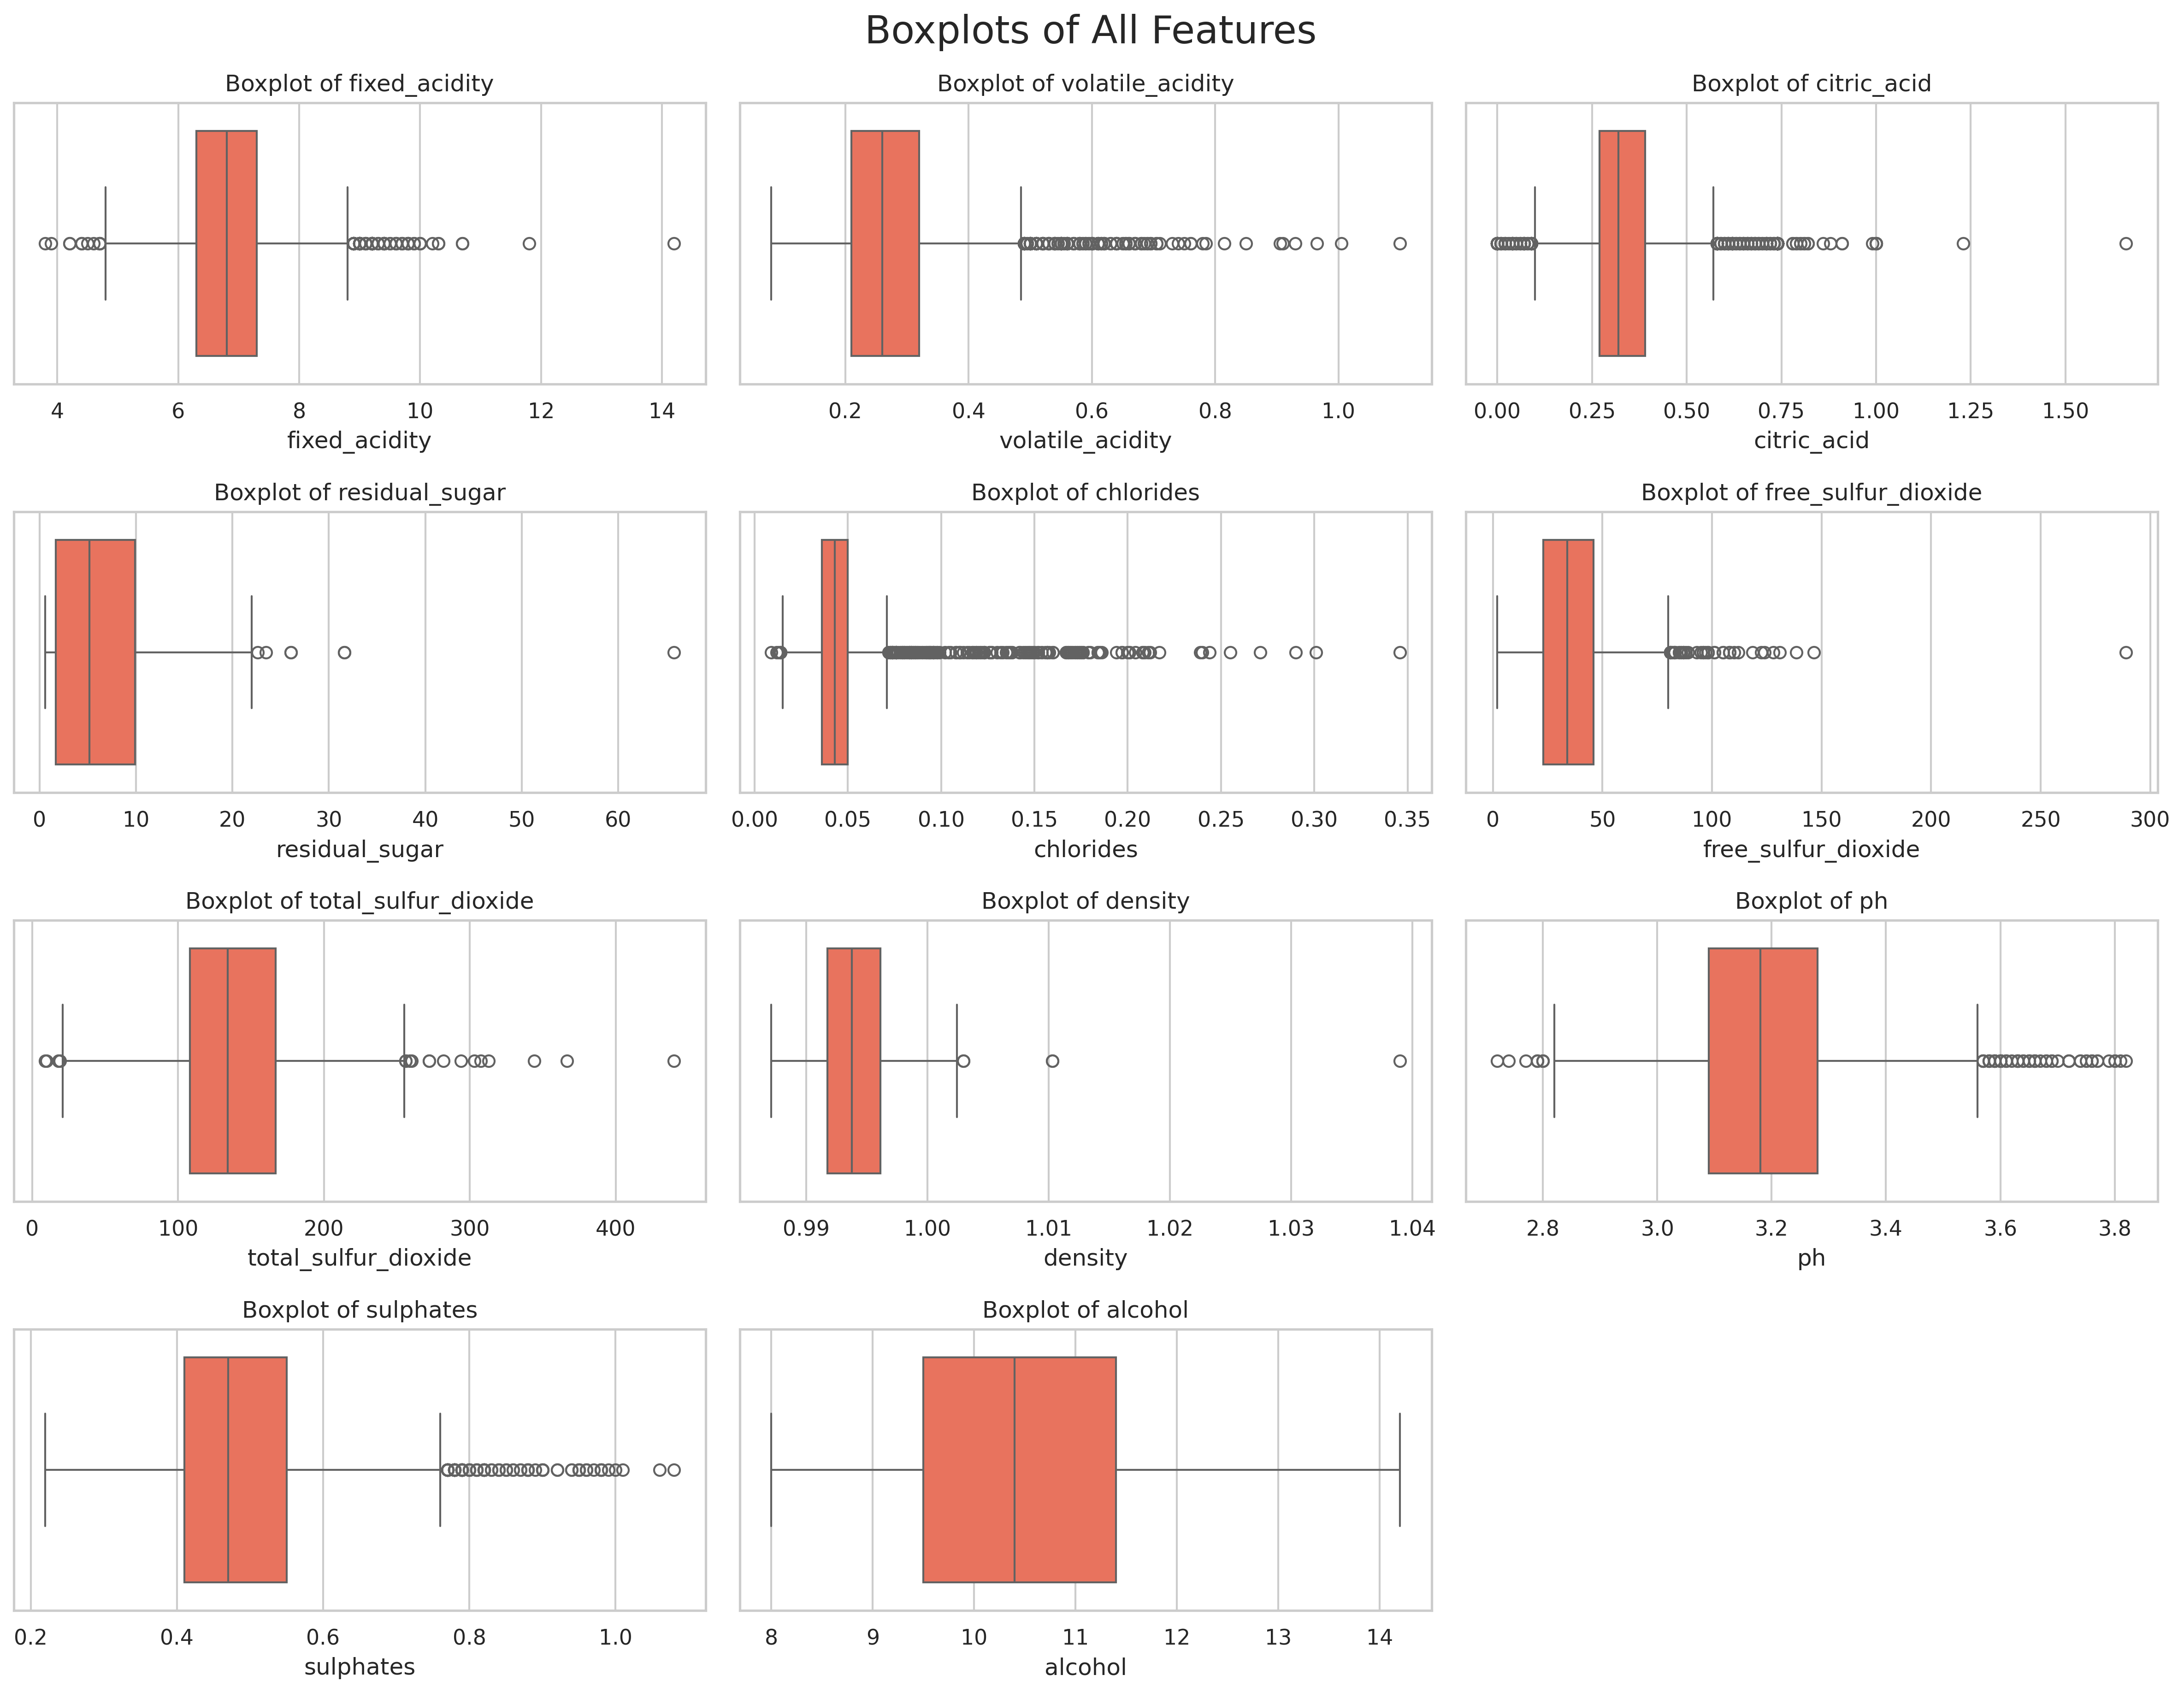 Boxplots of All Features
Boxplot of fixed_acidity
4 6 8 10 12 14
fixed_acidity
Boxplot of volatile_acidity
0.2 0.4 0.6 0.8 1.0
volatile_acidity
Boxplot of citric_acid
0.00 0.25 0.50 0.75 1.00 1.25 1.50
citric_acid
Boxplot of residual_sugar
0 10 20 30 40 50 60
residual_sugar
Boxplot of chlorides
0.00 0.05 0.10 0.15 0.20 0.25 0.30 0.35
chlorides
Boxplot of free_sulfur_dioxide
0 50 100 150 200 250 300
free_sulfur_dioxide
Boxplot of total_sulfur_dioxide
0 100 200 300 400
total_sulfur_dioxide
Boxplot of density
0.99 1.00 1.01 1.02 1.03 1.04
density
Boxplot of ph
2.8 3.0 3.2 3.4 3.6 3.8
ph
Boxplot of sulphates
0.2 0.4 0.6 0.8 1.0
sulphates
Boxplot of alcohol
8 9 10 11 12 13 14
alcohol